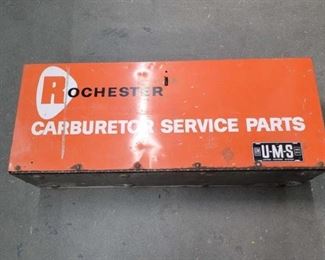 ROCHESTER
CARBURETOR SERVICE PARTS
U-M-S